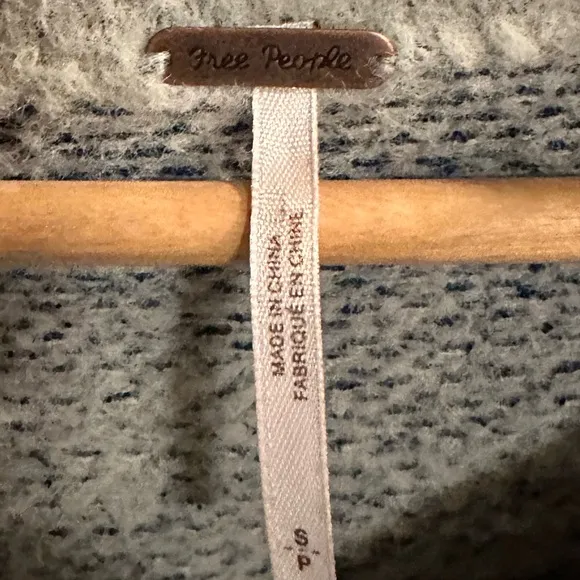 Free People
MADE IN CHINA
FABRIQUÉ EN CHINE
S
P